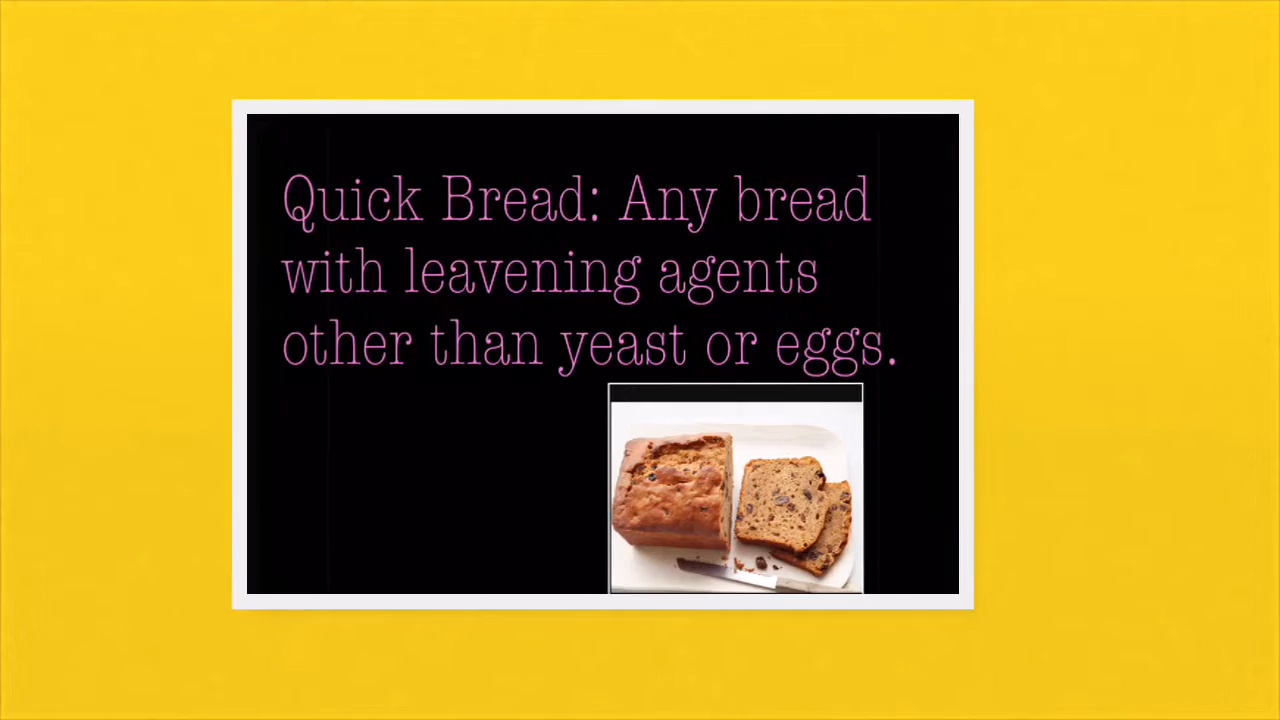 Quick Bread: Any bread
with leavening agents
other than yeast or eggs.